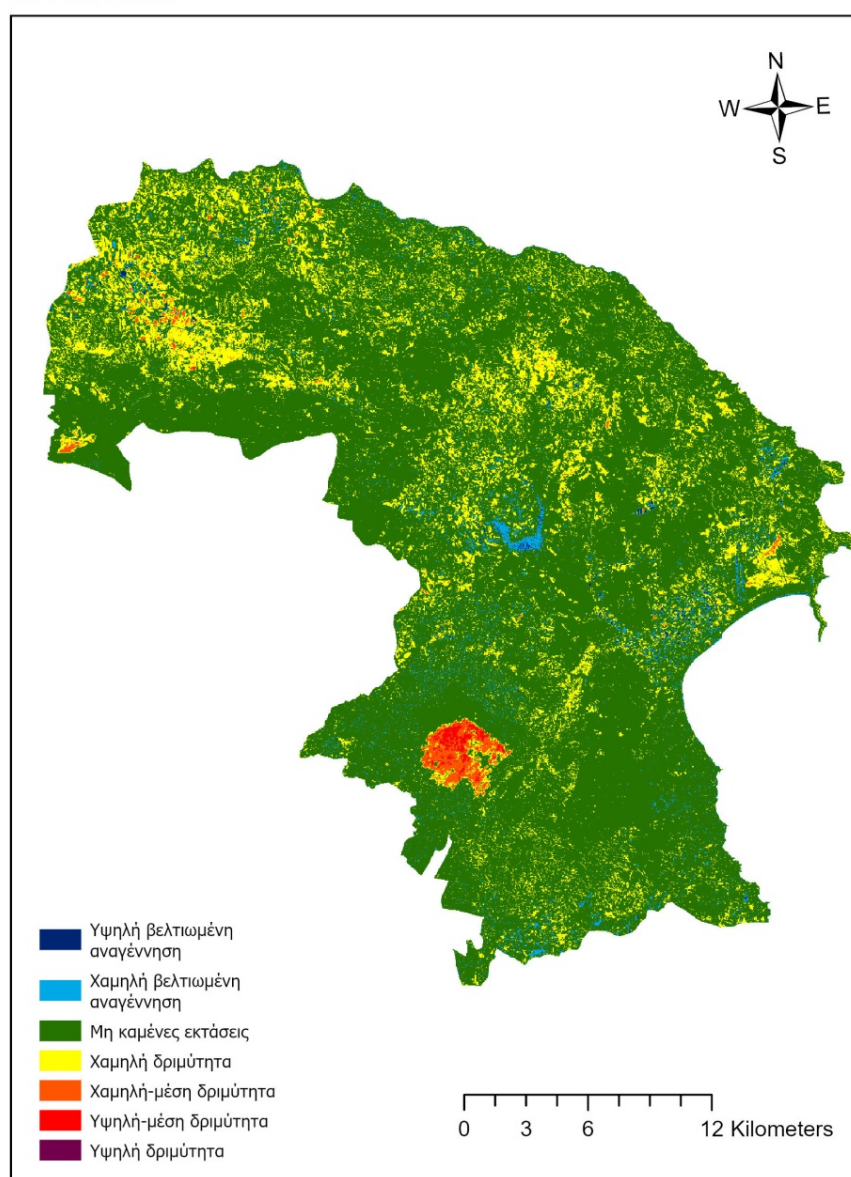 N
W E
S
Υψηλή βελτιωμένη
αναγέννηση
Χαμηλή βελτιωμένη
αναγέννηση
Μη καμένες εκτάσεις
Χαμηλή δριμύτητα
Χαμηλή-μέση δριμύτητα
Υψηλή-μέση δριμύτητα
Υψηλή δριμύτητα
0 3 6 12 Kilometers